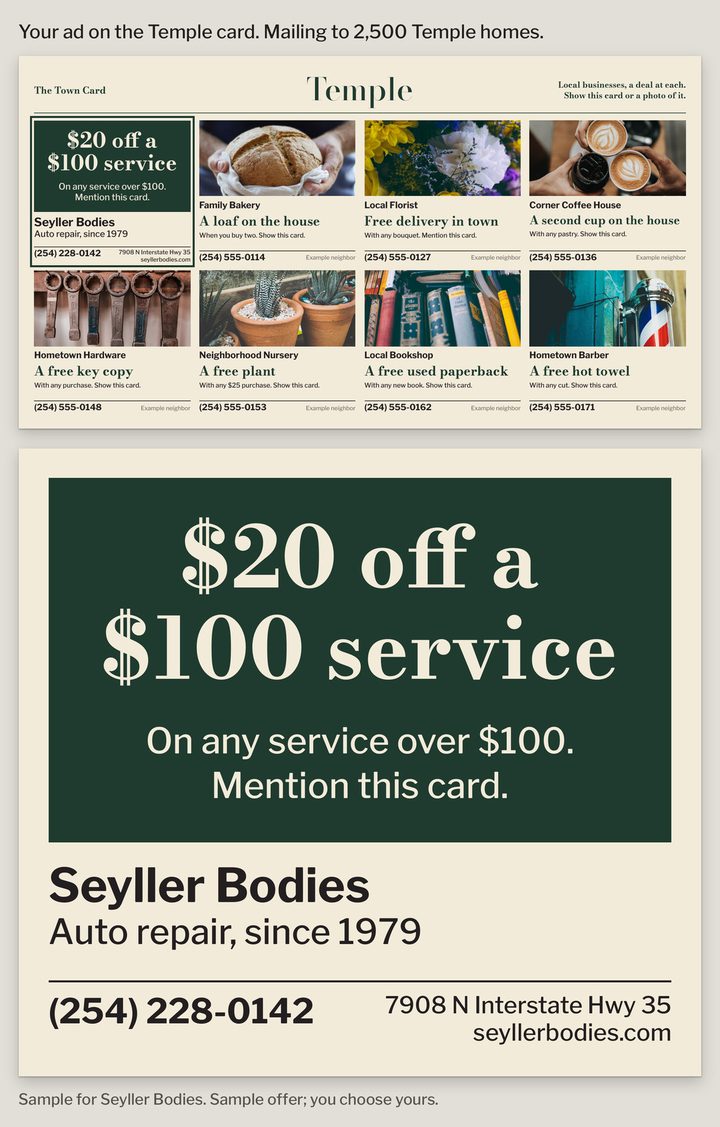 Your ad on the Temple card. Mailing to 2,500 Temple homes.
The Town Card
Temple
Local businesses, a deal at each.
Show this card or a photo of it.
$20 off a
$100 service
On any service over $100.
Mention this card.
Seyller Bodies
Auto repair, since 1979
(254) 228-0142
7908 N Interstate Hwy 35
seyllerbodies.com
Family Bakery
A loaf on the house
When you buy two. Show this card.
(254) 555-0114
Example neighbor
Local Florist
Free delivery in town
With any bouquet. Mention this card.
(254) 555-0127
Example neighbor
Corner Coffee House
A second cup on the house
With any pastry. Show this card.
(254) 555-0136
Example neighbor
Hometown Hardware
A free key copy
With any purchase. Show this card.
(254) 555-0148
Example neighbor
Neighborhood Nursery
A free plant
With any $25 purchase. Show this card.
(254) 555-0153
Example neighbor
Local Bookshop
A free used paperback
With any new book. Show this card.
(254) 555-0162
Example neighbor
Hometown Barber
A free hot towel
With any cut. Show this card.
(254) 555-0171
Example neighbor
$20 off a
$100 service
On any service over $100.
Mention this card.
Seyller Bodies
Auto repair, since 1979
(254) 228-0142
7908 N Interstate Hwy 35
seyllerbodies.com
Sample for Seyller Bodies. Sample offer; you choose yours.